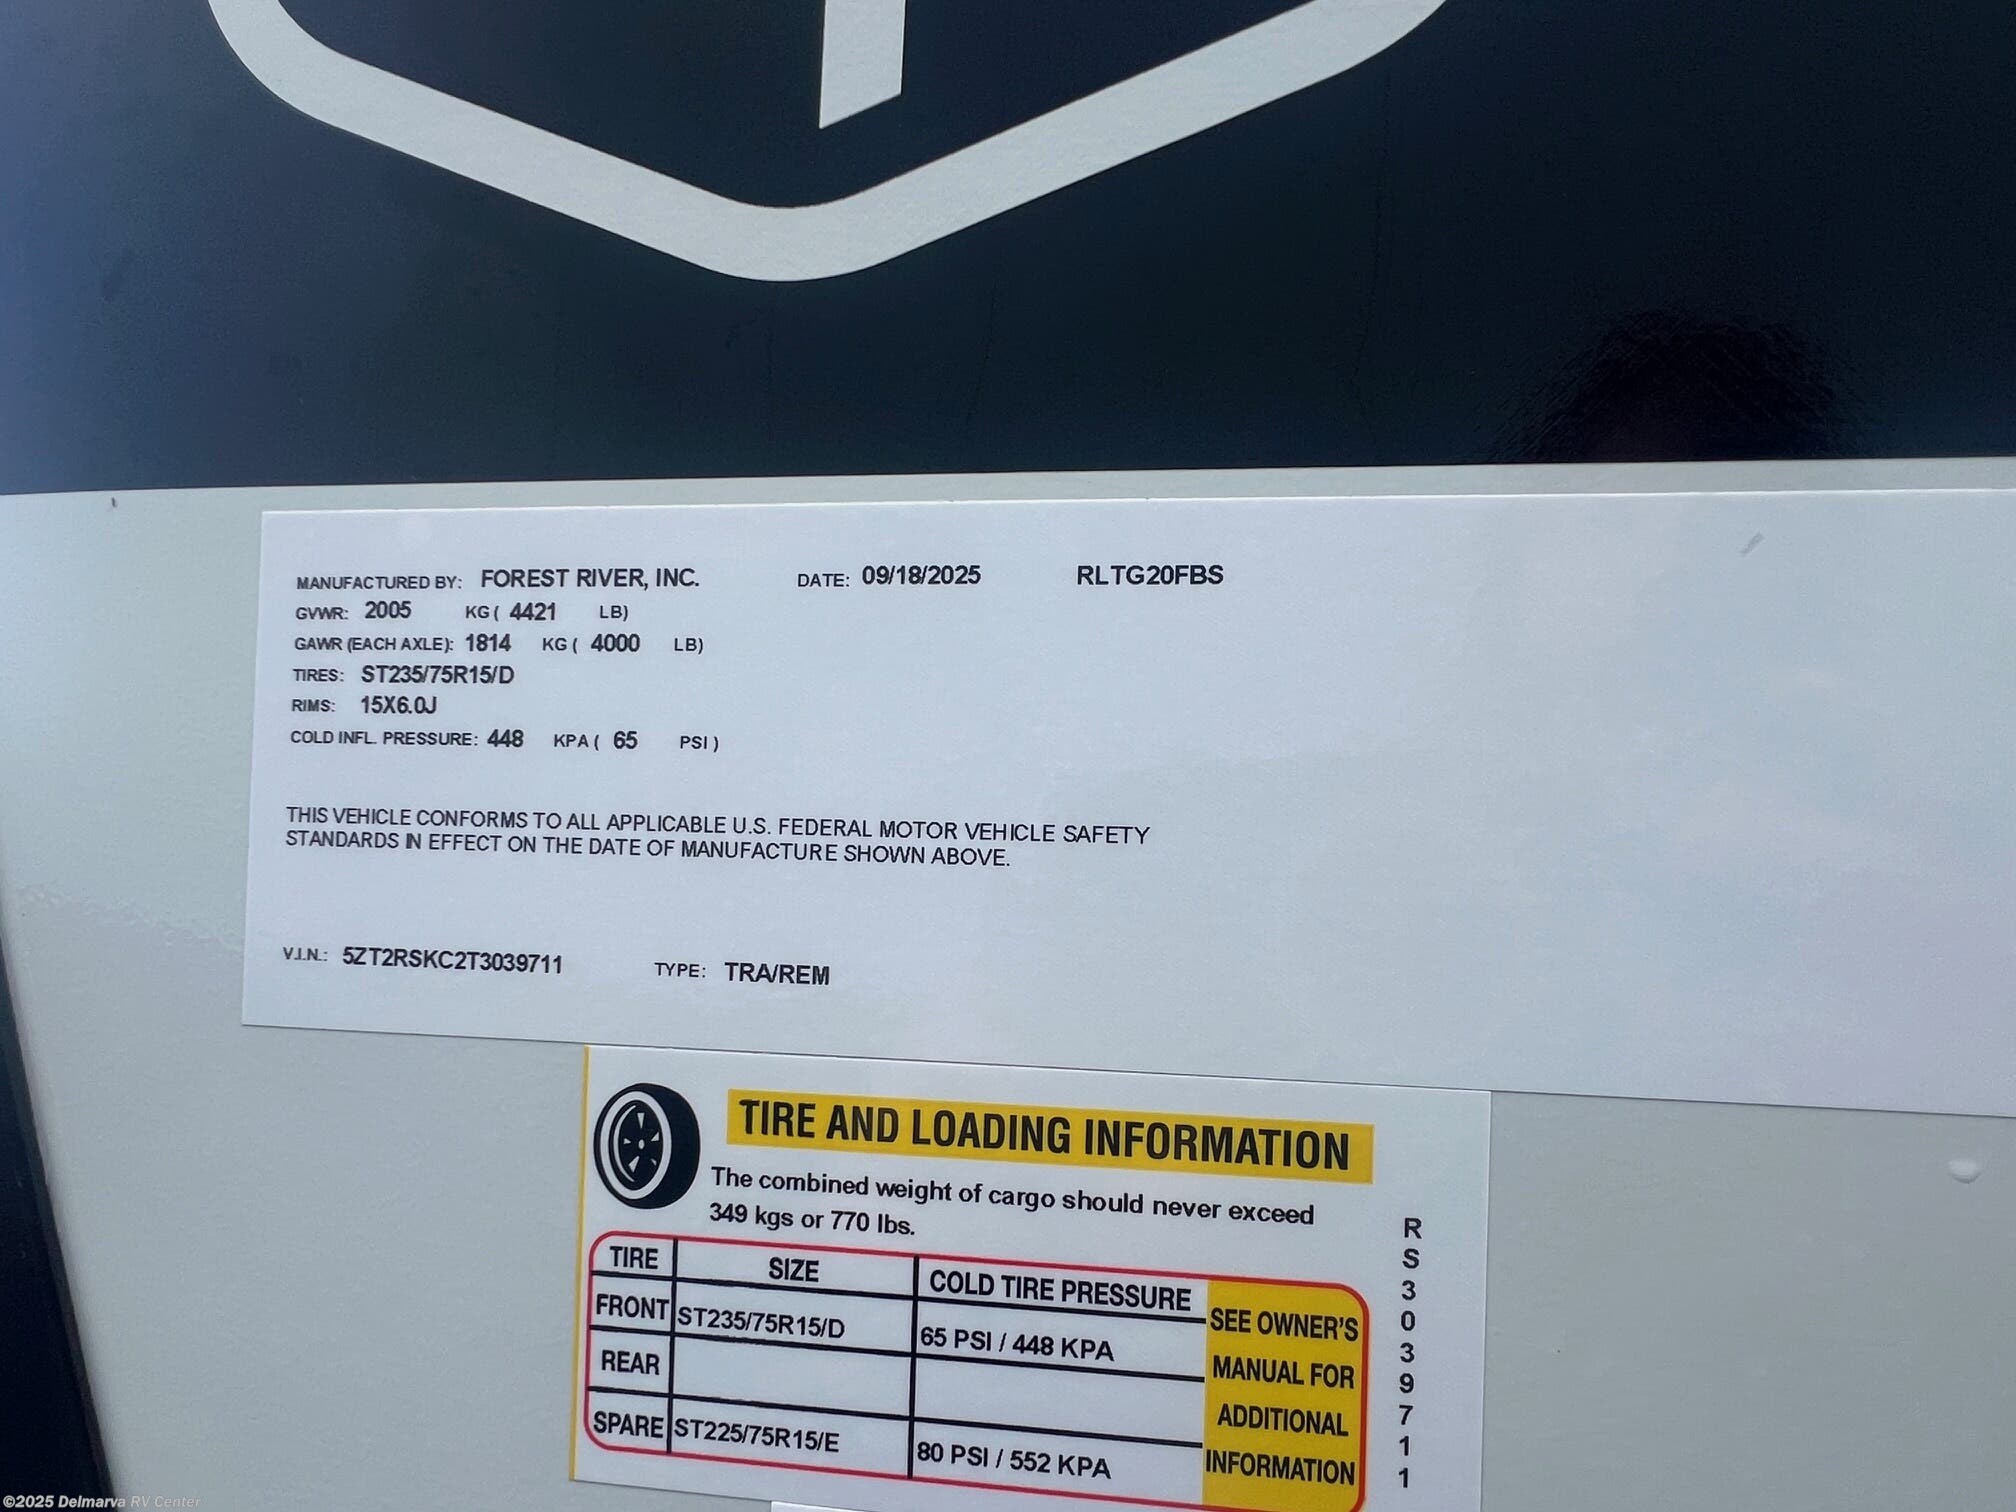 MANUFACTURED BY: FOREST RIVER, INC. DATE: 09/18/2025 RLTG20FBS
GVWR: 2005 KG ( 4421 LB)
GAWR (EACH AXLE): 1814 KG ( 4000 LB)
TIRES: ST235/75R15/D
RIMS: 15X6.0J
COLD INFL. PRESSURE: 448 KPA ( 65 PSI )
THIS VEHICLE CONFORMS TO ALL APPLICABLE U.S. FEDERAL MOTOR VEHICLE SAFETY
STANDARDS IN EFFECT ON THE DATE OF MANUFACTURE SHOWN ABOVE.
V.I.N.: 5ZT2RSKC2T3039711 TYPE: TRA/REM
TIRE AND LOADING INFORMATION
The combined weight of cargo should never exceed
349 kgs or 770 lbs.
TIRE SIZE COLD TIRE PRESSURE
FRONT ST235/75R15/D 65 PSI / 448 KPA
REAR
SPARE ST225/75R15/E 80 PSI / 552 KPA
SEE OWNER'S
MANUAL FOR
ADDITIONAL
INFORMATION
RS3039711
©2025 Delmarva RV Center